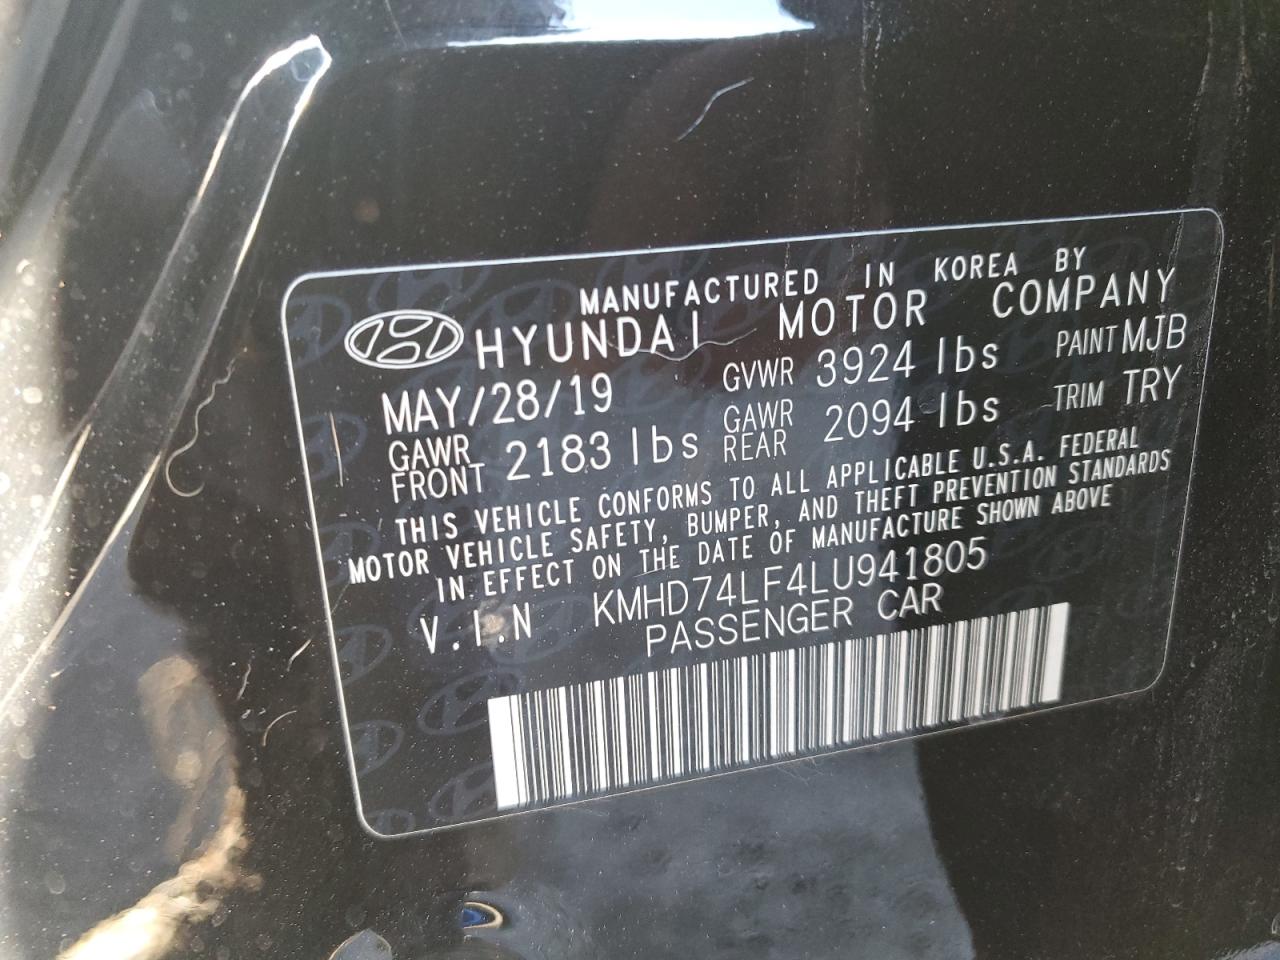 MANUFACTURED IN KOREA BY
HYUNDAI MOTOR COMPANY
MAY/28/19 GVWR 3924 lbs PAINT MJB
GAWR FRONT 2183 lbs GAWR REAR 2094 lbs TRIM TRY
THIS VEHICLE CONFORMS TO ALL APPLICABLE U.S.A. FEDERAL
MOTOR VEHICLE SAFETY, BUMPER, AND THEFT PREVENTION STANDARDS
IN EFFECT ON THE DATE OF MANUFACTURE SHOWN ABOVE
V.I.N KMHD74LF4LU941805
PASSENGER CAR